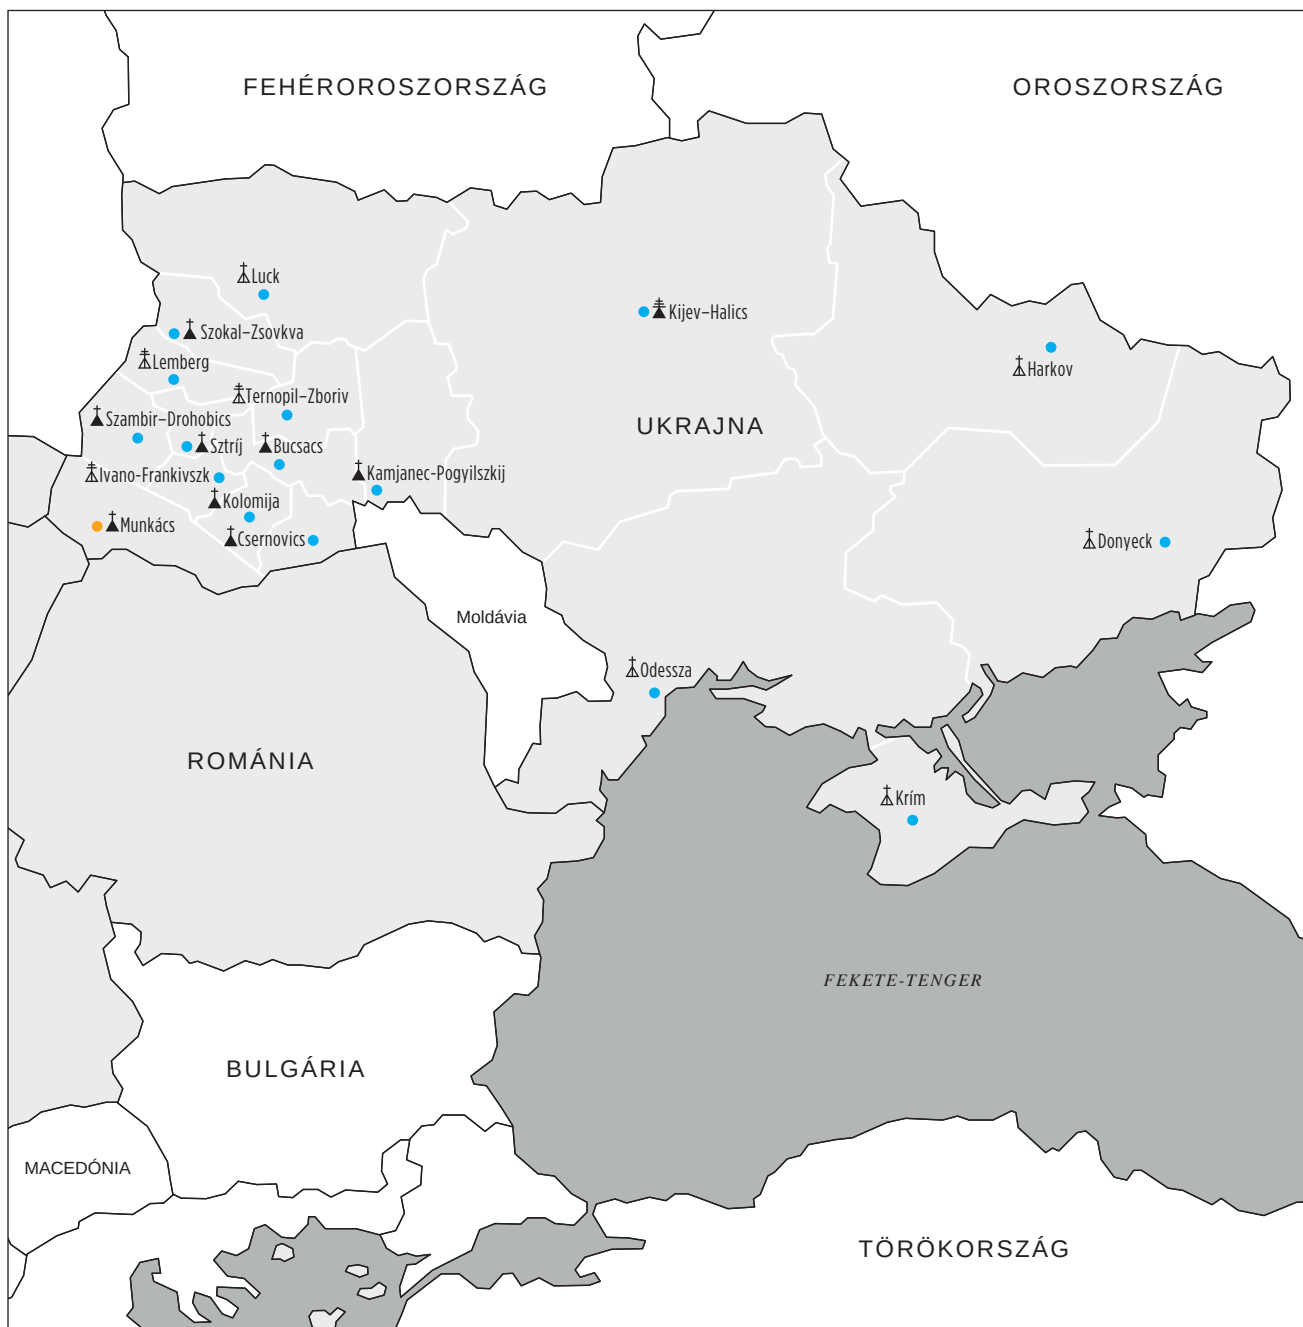 FEHÉROROSZORSZÁG
OROSZORSZÁG
Luck
Kijev–Halics
Szokal–Zsovkva
Lemberg
Harkov
Ternopil–Zboriv
Szambir–Drohobics
UKRAJNA
Sztríj
Bucsacs
Ivano-Frankivszk
Kamjanec-Pogyilszkij
Kolomija
Munkács
Csernovics
Donyeck
Moldávia
Odessza
ROMÁNIA
Krím
FEKETE-TENGER
BULGÁRIA
MACEDÓNIA
TÖRÖKORSZÁG